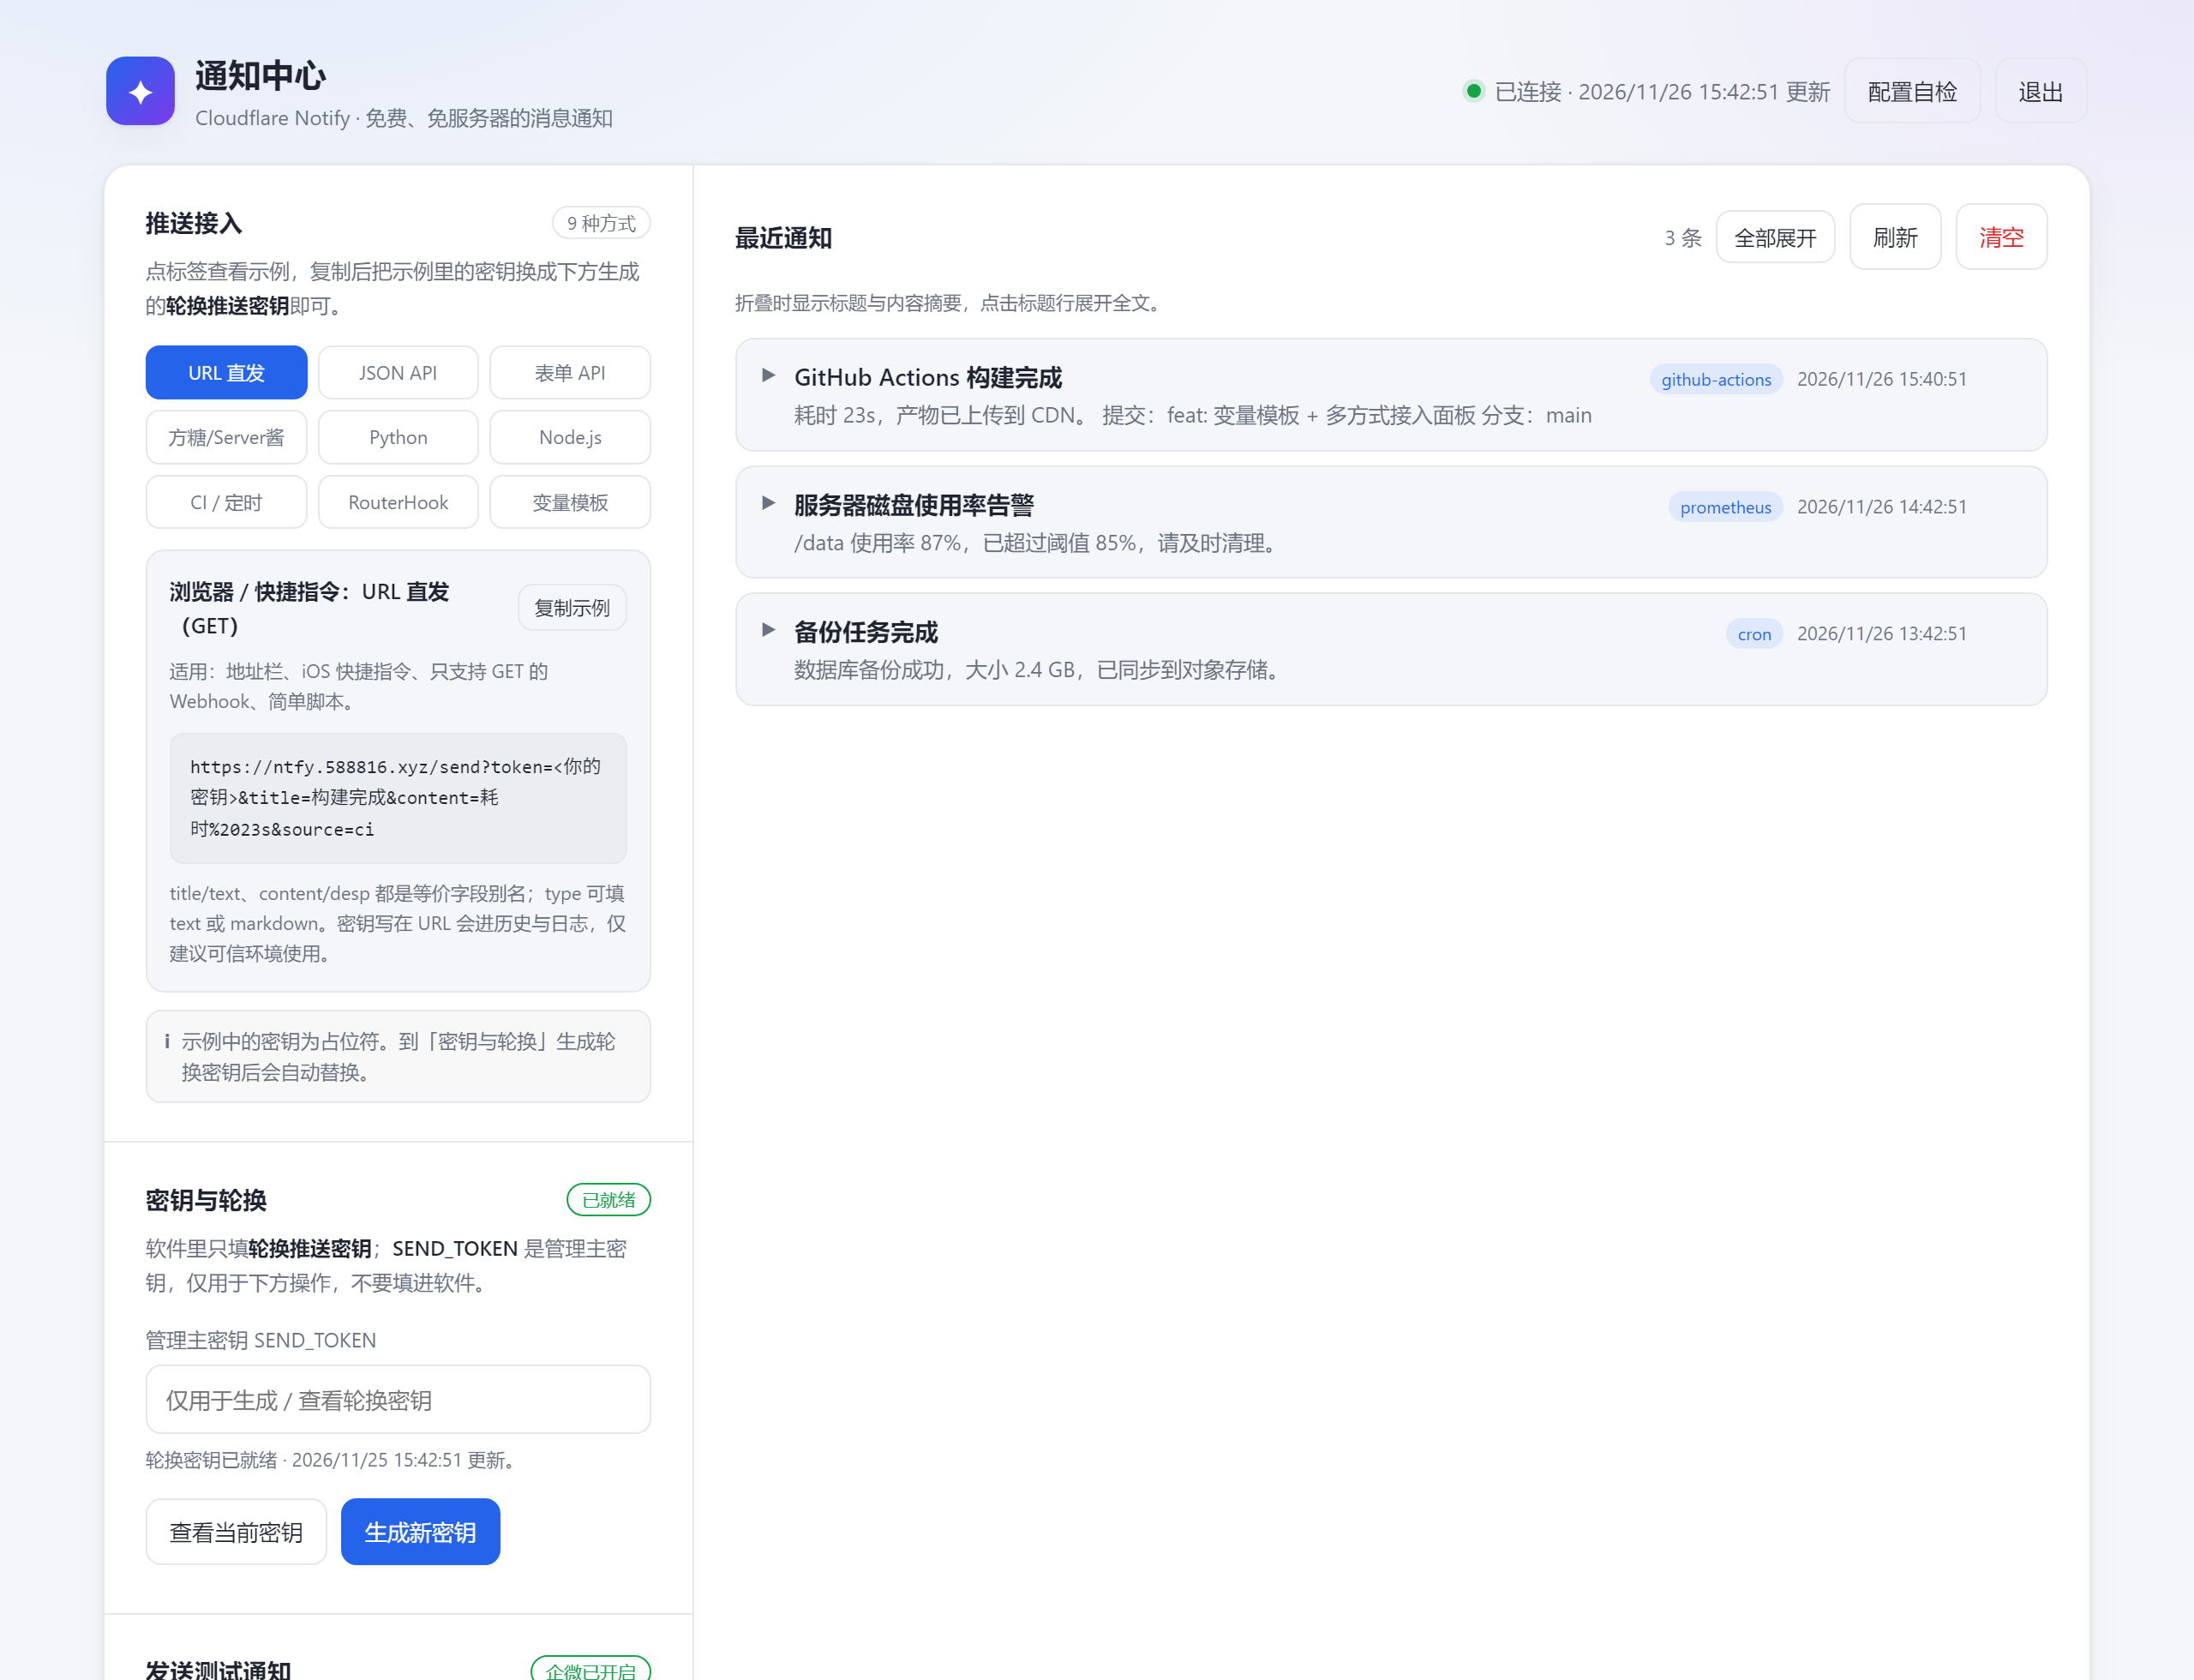 通知中心
Cloudflare Notify · 免费、免服务器的消息通知
已连接 · 2026/11/26 15:42:51 更新
配置自检
退出
推送接入
9 种方式
点标签查看示例，复制后把示例里的密钥换成下方生成
的轮换推送密钥即可。
URL 直发
JSON API
表单 API
方糖/Server酱
Python
Node.js
CI / 定时
RouterHook
变量模板
浏览器 / 快捷指令：URL 直发
（GET）
复制示例
适用：地址栏、iOS 快捷指令、只支持 GET 的
Webhook、简单脚本。
https://ntfy.588816.xyz/send?token=<你的
密钥>&title=构建完成&content=耗
时%2023s&source=ci
title/text、content/desp 都是等价字段别名；type 可填
text 或 markdown。密钥写在 URL 会进历史与日志，仅
建议可信环境使用。
i 示例中的密钥为占位符。到「密钥与轮换」生成轮
换密钥后会自动替换。
密钥与轮换
已就绪
软件里只填轮换推送密钥；SEND_TOKEN 是管理主密
钥，仅用于下方操作，不要填进软件。
管理主密钥 SEND_TOKEN
仅用于生成 / 查看轮换密钥
轮换密钥已就绪 · 2026/11/25 15:42:51 更新。
查看当前密钥
生成新密钥
发送测试通知
企微已开启
最近通知
3 条
全部展开
刷新
清空
折叠时显示标题与内容摘要，点击标题行展开全文。
GitHub Actions 构建完成
github-actions
2026/11/26 15:40:51
耗时 23s，产物已上传到 CDN。 提交：feat: 变量模板 + 多方式接入面板 分支：main
服务器磁盘使用率告警
prometheus
2026/11/26 14:42:51
/data 使用率 87%，已超过阈值 85%，请及时清理。
备份任务完成
cron
2026/11/26 13:42:51
数据库备份成功，大小 2.4 GB，已同步到对象存储。